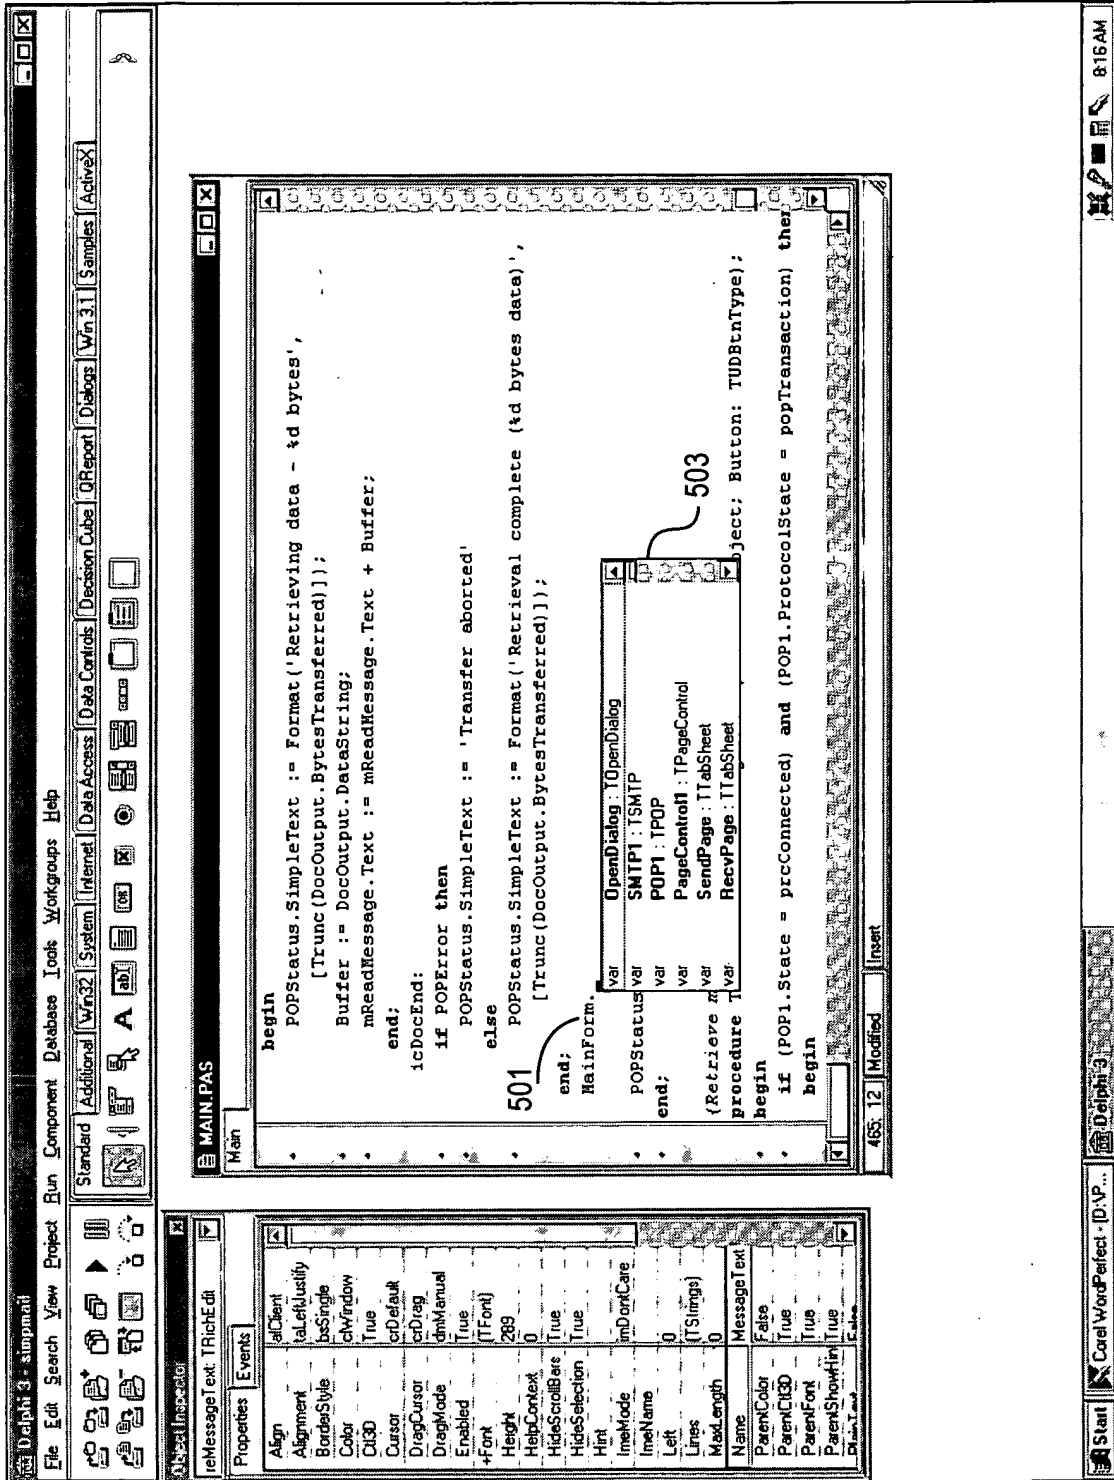 Delphi 3 - simpmail
File Edit Search View Project Run Component Database Tools Workgroups Help
Standard Additional Win32 System Internet Data Access Data Controls Decision Cube QReport Dialogs Win 3.1 Samples ActiveX
Object Inspector
reMessageText: TRichEdit
Properties Events
Align alClient
Alignment taLeftJustify
BorderStyle bsSingle
Color clWindow
Ctl3D True
Cursor crDefault
DragCursor crDrag
DragMode dmManual
Enabled True
+Font (TFont)
Height 289
HelpContext 0
HideScrollBars True
HideSelection True
Hint
ImeMode imDontCare
ImeName
Left 0
Lines (TStrings)
MaxLength 0
Name MessageText
ParentColor False
ParentCtl3D True
ParentFont True
ParentShowHin True
PlainText False
MAIN.PAS
Main
begin
POPStatus.SimpleText := Format('Retrieving data - %d bytes',
[Trunc(DocOutput.BytesTransferred)]);
Buffer := DocOutput.DataString;
mReadMessage.Text := mReadMessage.Text + Buffer;
end;
icDocEnd:
if POPError then
POPStatus.SimpleText := 'Transfer aborted'
else
POPStatus.SimpleText := Format('Retrieval complete (%d bytes data)',
[Trunc(DocOutput.BytesTransferred)]);
501
end;
MainForm.
var OpenDialog : TOpenDialog
var SMTP1 : TSMTP
var POP1 : TPOP
var PageControl1 : TPageControl
var SendPage : TTabSheet
var RecvPage : TTabSheet
503
POPStatus
end;
(Retrieve m
procedure T ject; Button: TUDBtnType);
begin
if (POP1.State = prcConnected) and (POP1.ProtocolState = popTransaction) then
begin
465: 12 Modified Insert
Start Corel WordPerfect - [D:\P... Delphi 3 8:16 AM